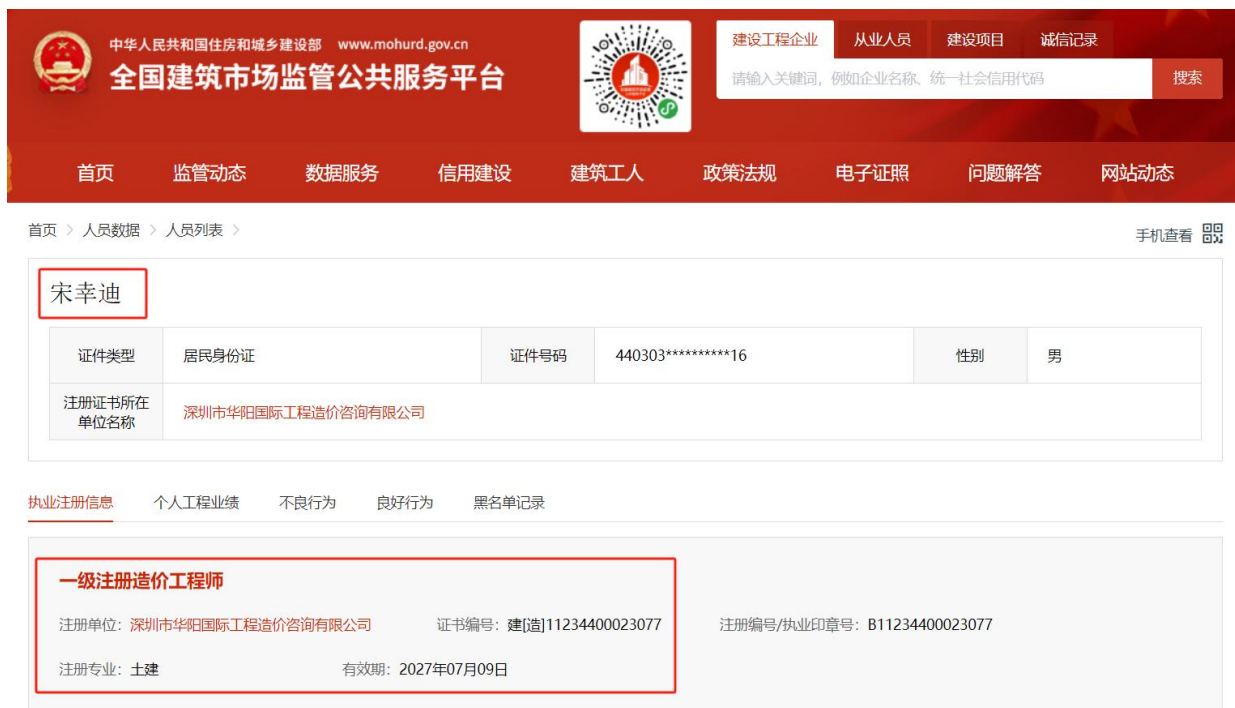 中华人民共和国住房和城乡建设部 www.mohurd.gov.cn
全国建筑市场监管公共服务平台
建设工程企业 从业人员 建设项目 诚信记录
请输入关键词，例如企业名称、统一社会信用代码 搜索
首页 监管动态 数据服务 信用建设 建筑工人 政策法规 电子证照 问题解答 网站动态
首页 > 人员数据 > 人员列表 >
手机查看
宋幸迪
证件类型 居民身份证 证件号码 440303**********16 性别 男
注册证书所在
单位名称
深圳市华阳国际工程造价咨询有限公司
执业注册信息 个人工程业绩 不良行为 良好行为 黑名单记录
一级注册造价工程师
注册单位：深圳市华阳国际工程造价咨询有限公司 证书编号：建[造]11234400023077 注册编号/执业印章号：B11234400023077
注册专业：土建 有效期：2027年07月09日